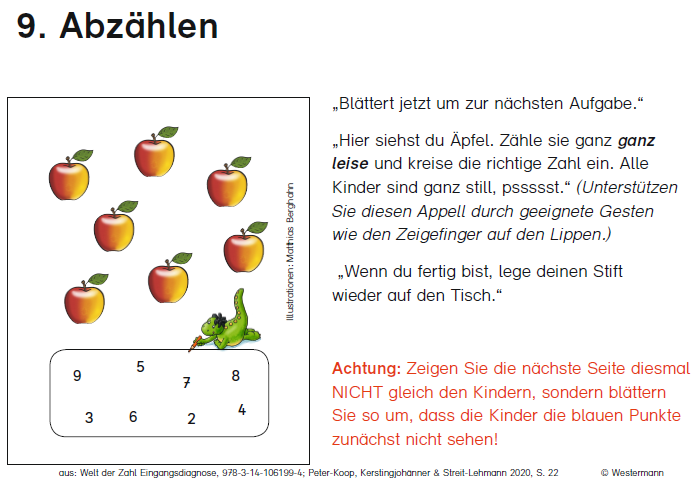 9. Abzählen
„Blättert jetzt um zur nächsten Aufgabe.“
„Hier siehst du Äpfel. Zähle sie ganz ganz
leise und kreise die richtige Zahl ein. Alle
Kinder sind ganz still, psssssst.“ (Unterstützen
Sie diesen Appell durch geeignete Gesten
wie den Zeigefinger auf den Lippen.)
„Wenn du fertig bist, lege deinen Stift
wieder auf den Tisch.“
Achtung: Zeigen Sie die nächste Seite diesmal
NICHT gleich den Kindern, sondern blättern
Sie so um, dass die Kinder die blauen Punkte
zunächst nicht sehen!
Illustrationen: Matthias Berghahn
9 5 7 8
3 6 2 4
aus: Welt der Zahl Eingangsdiagnose, 978-3-14-106199-4; Peter-Koop, Kerstingjohänner & Streit-Lehmann 2020, S. 22 © Westermann